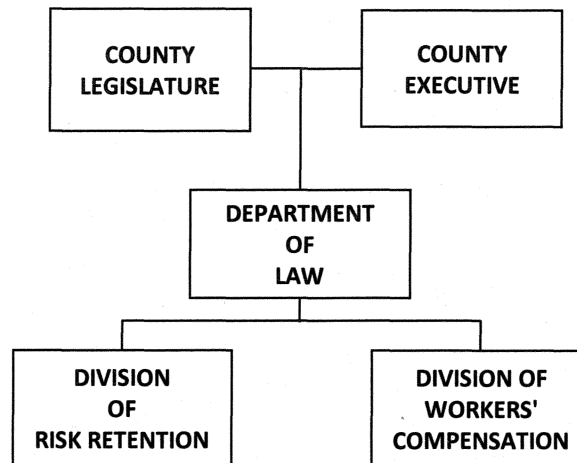 COUNTY
LEGISLATURE
COUNTY
EXECUTIVE
DEPARTMENT
OF
LAW
DIVISION
OF
RISK RETENTION
DIVISION OF
WORKERS'
COMPENSATION